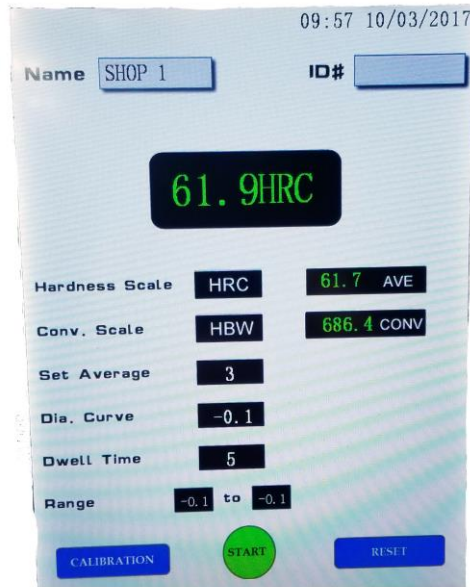 09:57 10/03/2017
Name SHOP 1 ID#
61.9HRC
Hardness Scale HRC 61.7 AVE
Conv. Scale HBW 686.4 CONV
Set Average 3
Dia. Curve -0.1
Dwell Time 5
Range -0.1 to -0.1
CALIBRATION START RESET